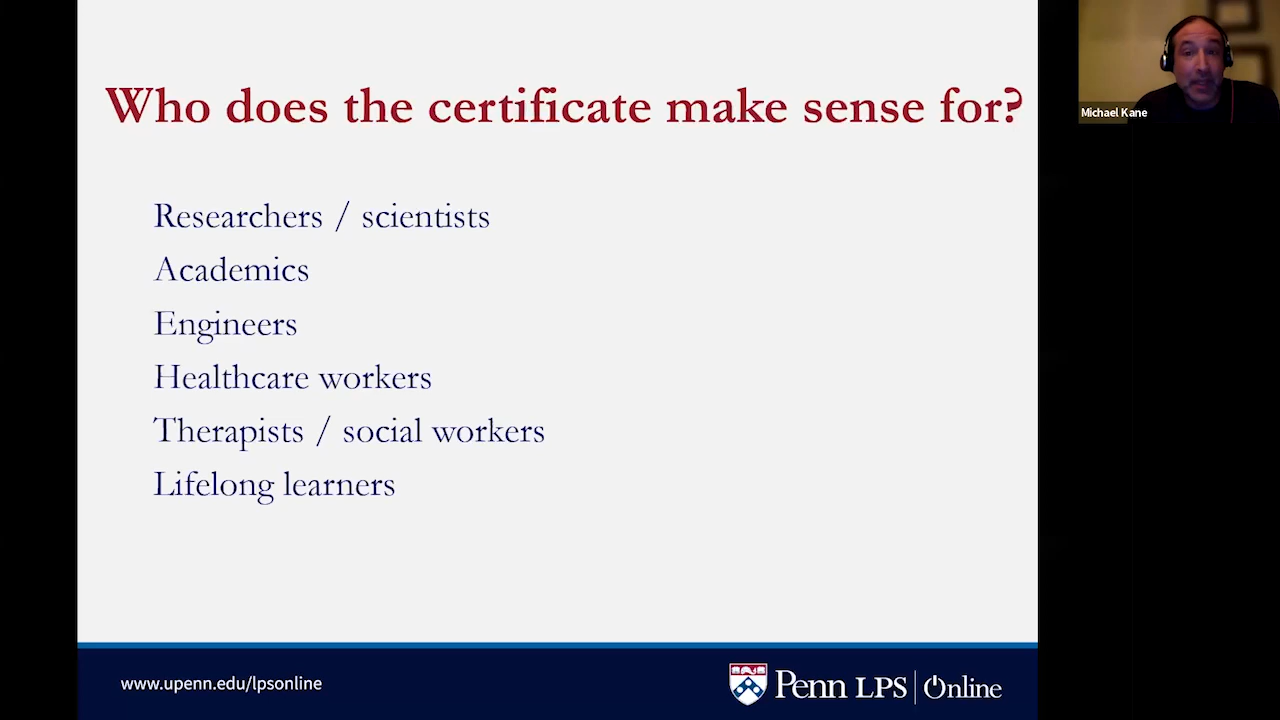 Who does the certificate make sense for?
Michael Kane
Researchers / scientists
Academics
Engineers
Healthcare workers
Therapists / social workers
Lifelong learners
www.upenn.edu/lpsonline
Penn LPS | Online